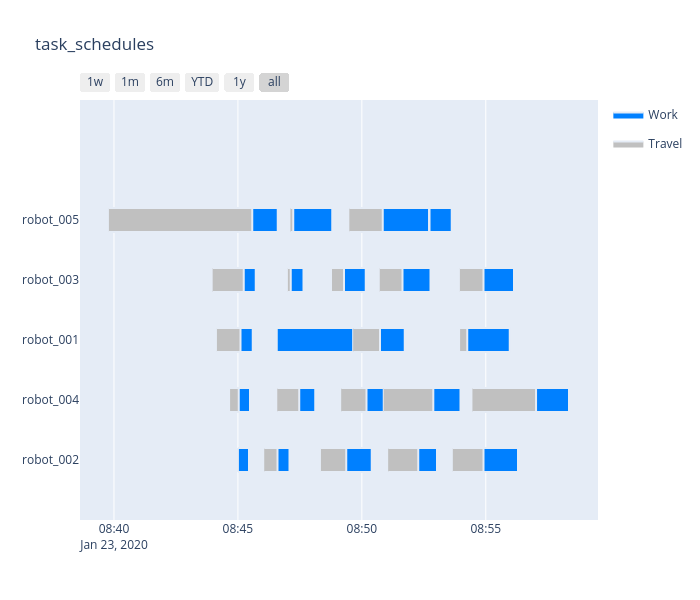 task_schedules
1w 1m 6m YTD 1y all
Work
Travel
robot_005
robot_003
robot_001
robot_004
robot_002
08:40 08:45 08:50 08:55
Jan 23, 2020